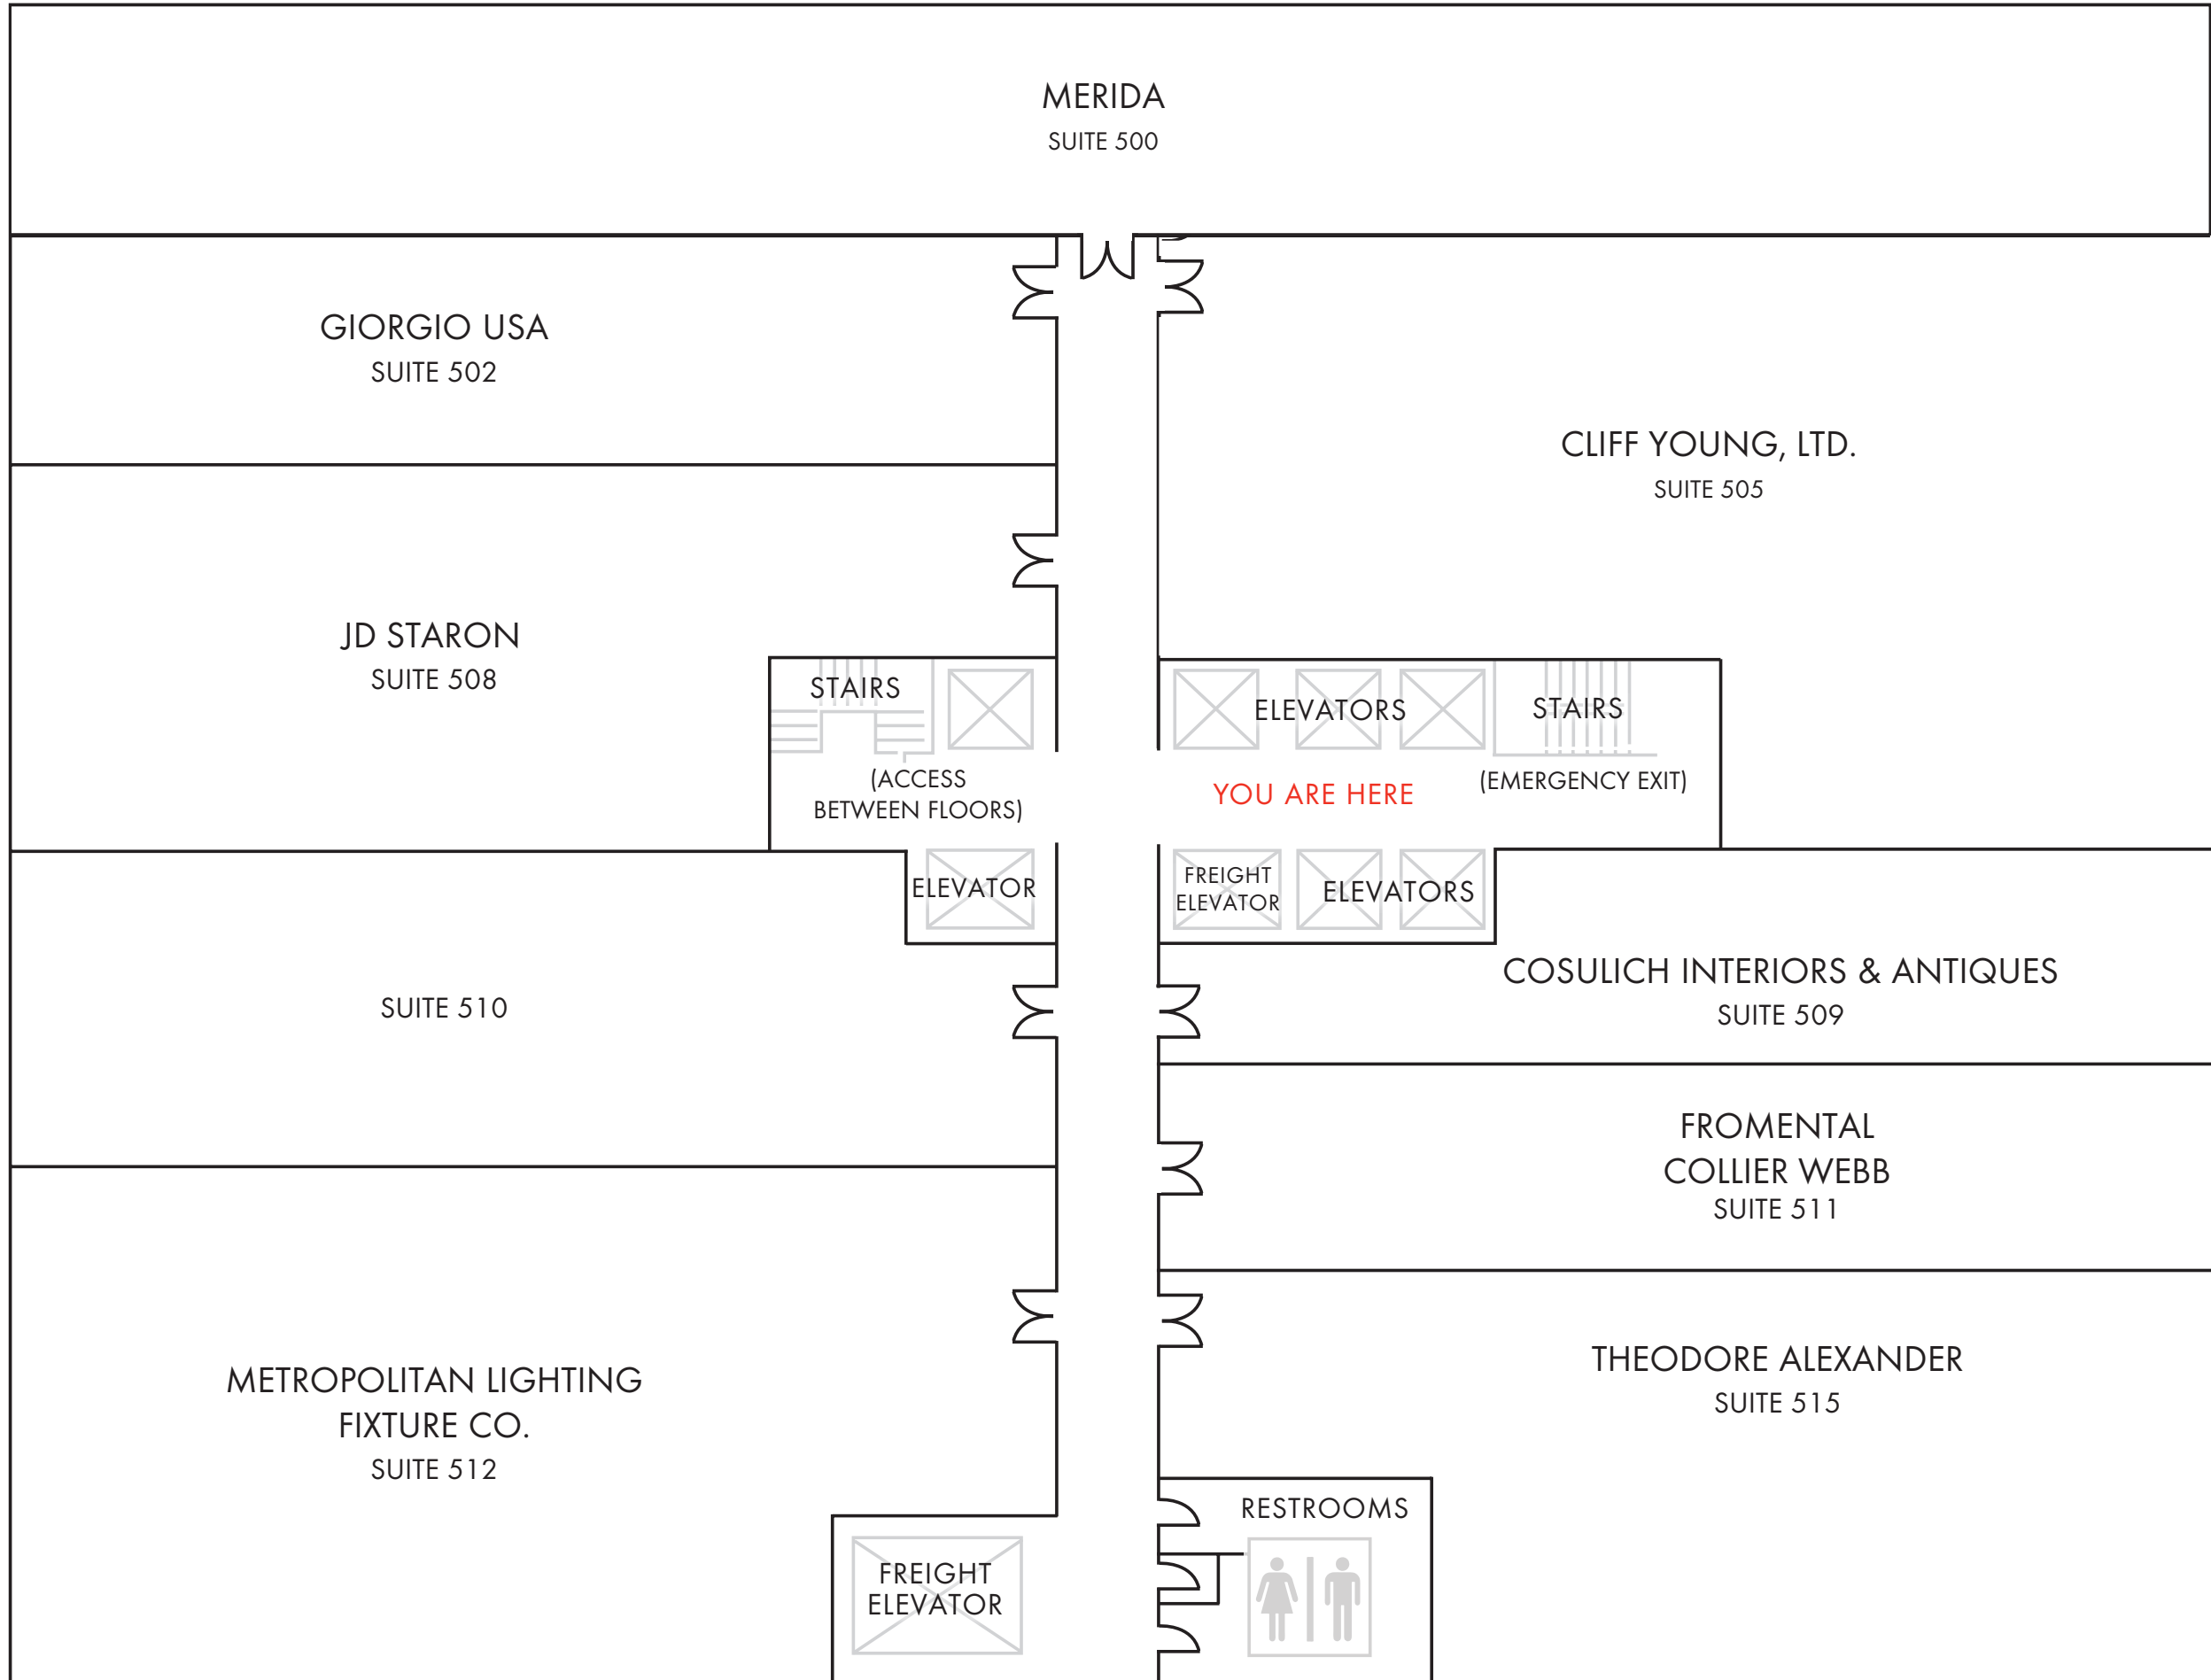 MERIDA
SUITE 500
GIORGIO USA
SUITE 502
CLIFF YOUNG, LTD.
SUITE 505
JD STARON
SUITE 508
STAIRS
(ACCESS
BETWEEN FLOORS)
ELEVATORS
STAIRS
YOU ARE HERE
(EMERGENCY EXIT)
ELEVATOR
FREIGHT
ELEVATOR
ELEVATORS
SUITE 510
COSULICH INTERIORS & ANTIQUES
SUITE 509
FROMENTAL
COLLIER WEBB
SUITE 511
METROPOLITAN LIGHTING
FIXTURE CO.
SUITE 512
THEODORE ALEXANDER
SUITE 515
FREIGHT
ELEVATOR
RESTROOMS